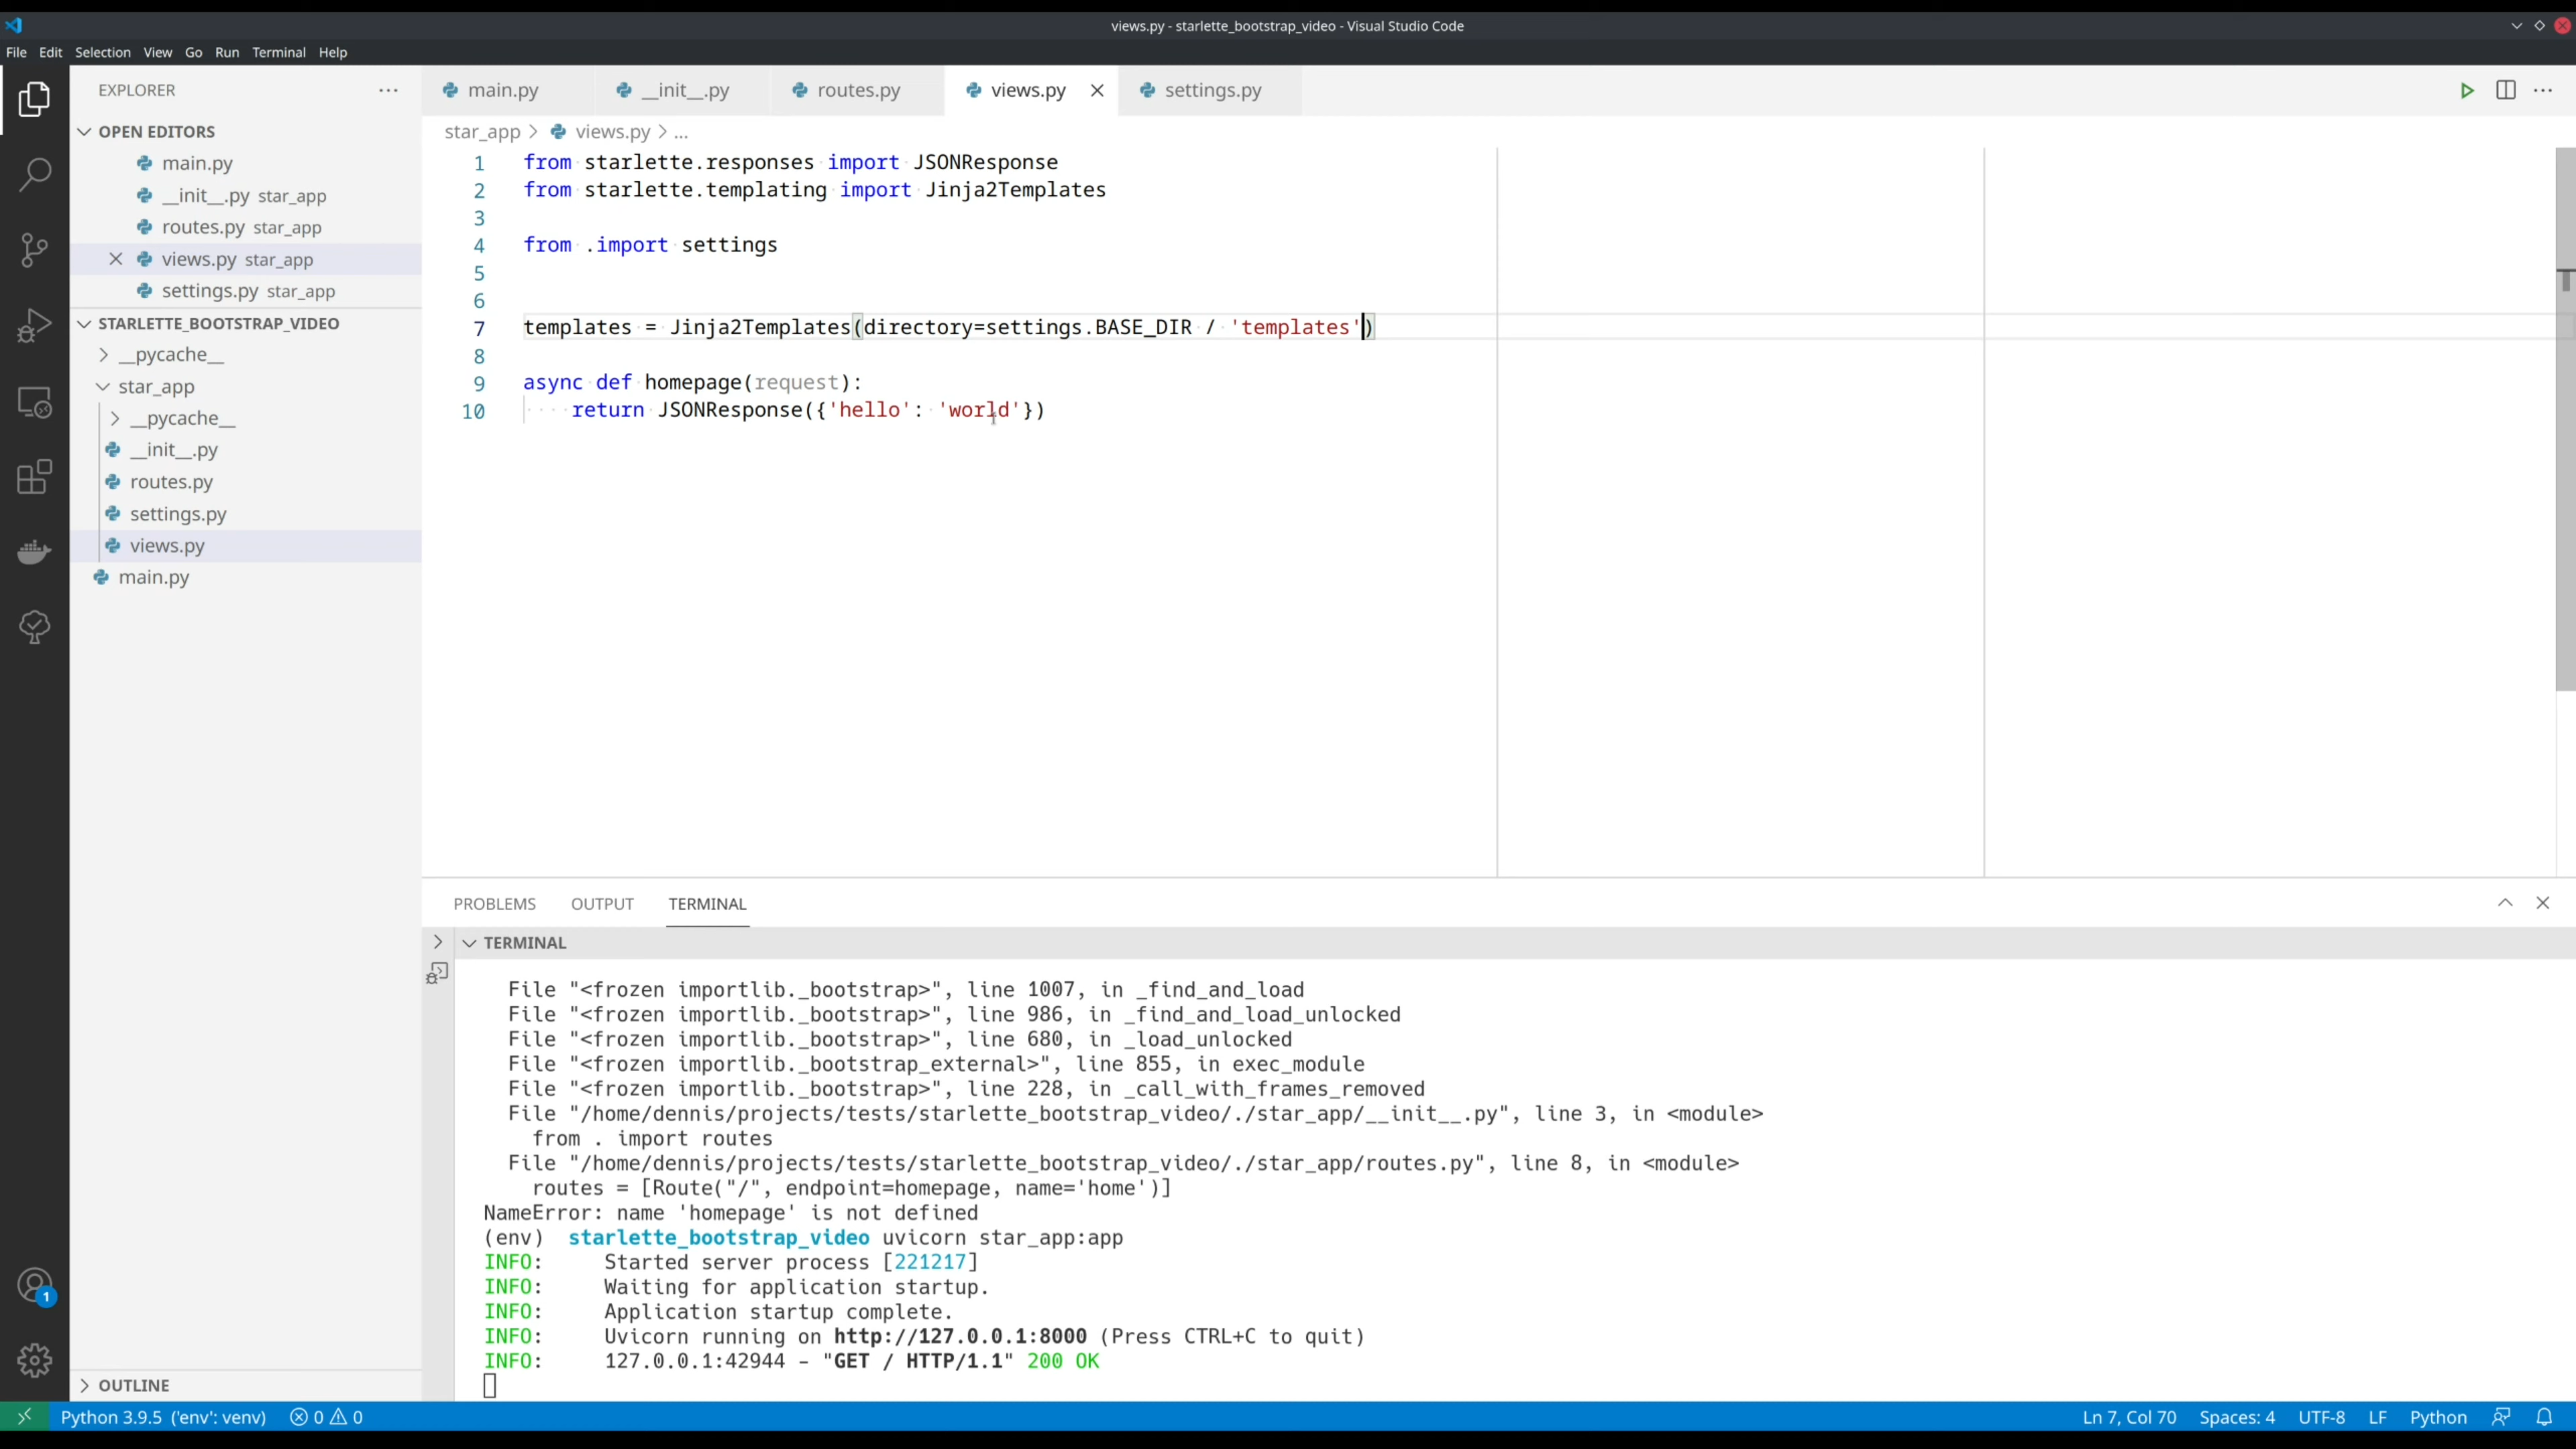 views.py - starlette_bootstrap_video - Visual Studio Code
File Edit Selection View Go Run Terminal Help
EXPLORER
OPEN EDITORS
main.py
__init__.py star_app
routes.py star_app
views.py star_app
settings.py star_app
STARLETTE_BOOTSTRAP_VIDEO
__pycache__
star_app
__pycache__
__init__.py
routes.py
settings.py
views.py
main.py
OUTLINE
main.py __init__.py routes.py views.py settings.py
star_app > views.py > ...
1 from starlette.responses import JSONResponse
2 from starlette.templating import Jinja2Templates
3
4 from .import settings
5
6
7 templates = Jinja2Templates(directory=settings.BASE_DIR / 'templates')
8
9 async def homepage(request):
10 return JSONResponse({'hello': 'world'})
PROBLEMS OUTPUT TERMINAL
TERMINAL
File "<frozen importlib._bootstrap>", line 1007, in _find_and_load
File "<frozen importlib._bootstrap>", line 986, in _find_and_load_unlocked
File "<frozen importlib._bootstrap>", line 680, in _load_unlocked
File "<frozen importlib._bootstrap_external>", line 855, in exec_module
File "<frozen importlib._bootstrap>", line 228, in _call_with_frames_removed
File "/home/dennis/projects/tests/starlette_bootstrap_video/./star_app/__init__.py", line 3, in <module>
from . import routes
File "/home/dennis/projects/tests/starlette_bootstrap_video/./star_app/routes.py", line 8, in <module>
routes = [Route("/", endpoint=homepage, name='home')]
NameError: name 'homepage' is not defined
(env) starlette_bootstrap_video uvicorn star_app:app
INFO: Started server process [221217]
INFO: Waiting for application startup.
INFO: Application startup complete.
INFO: Uvicorn running on http://127.0.0.1:8000 (Press CTRL+C to quit)
INFO: 127.0.0.1:42944 - "GET / HTTP/1.1" 200 OK
1
Python 3.9.5 ('env': venv) 0 0 Ln 7, Col 70 Spaces: 4 UTF-8 LF Python